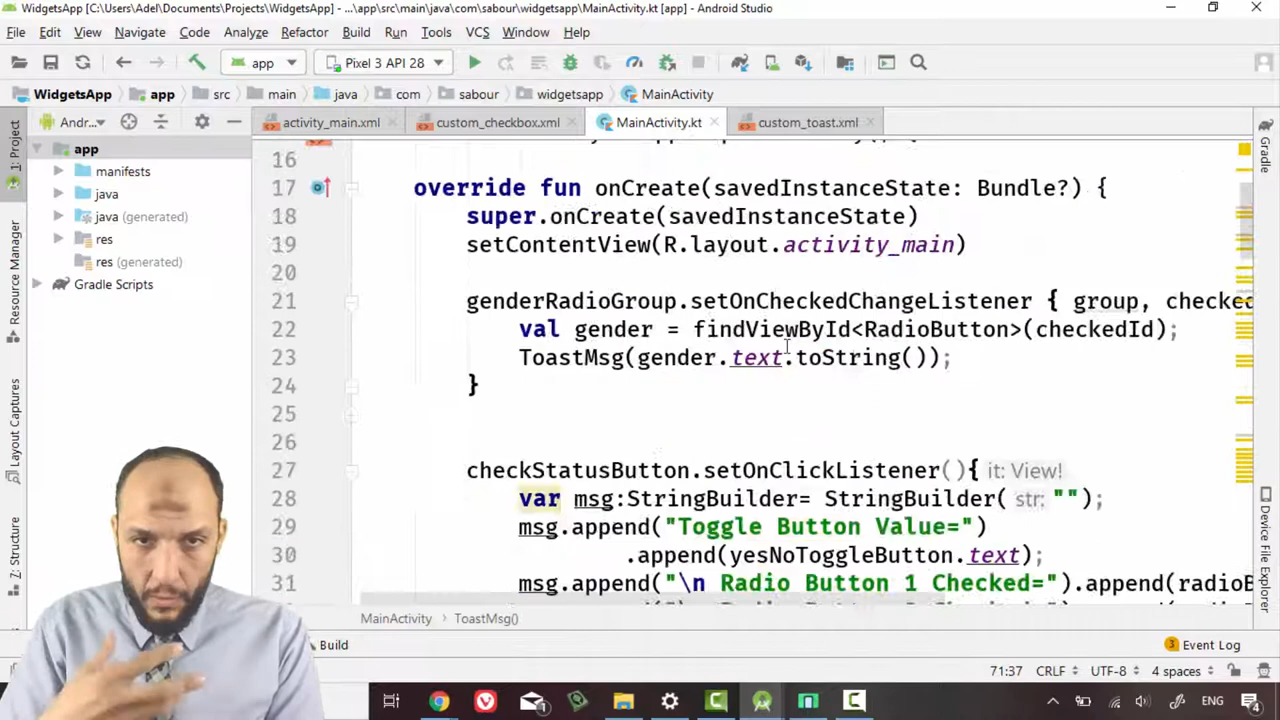 WidgetsApp [C:\Users\Adel\Documents\Projects\WidgetsApp] - ...\app\src\main\java\com\sabour\widgetsapp\MainActivity.kt [app] - Android Studio
File Edit View Navigate Code Analyze Refactor Build Run Tools VCS Window Help
app Pixel 3 API 28
WidgetsApp app src main java com sabour widgetsapp MainActivity
1: Project
Resource Manager
Layout Captures
Z: Structure
Andr...
app
manifests
java
java (generated)
res
res (generated)
Gradle Scripts
activity_main.xml custom_checkbox.xml MainActivity.kt custom_toast.xml
16
17 override fun onCreate(savedInstanceState: Bundle?) {
18 super.onCreate(savedInstanceState)
19 setContentView(R.layout.activity_main)
20
21 genderRadioGroup.setOnCheckedChangeListener { group, checked
22 val gender = findViewById<RadioButton>(checkedId);
23 ToastMsg(gender.text.toString());
24 }
25
26
27 checkStatusButton.setOnClickListener(){ it: View!
28 var msg:StringBuilder= StringBuilder( str: "");
29 msg.append("Toggle Button Value=")
30 .append(yesNoToggleButton.text);
31 msg.append("\n Radio Button 1 Checked=").append(radioB
MainActivity ToastMsg()
Gradle
Device File Explorer
Build
3 Event Log
71:37 CRLF UTF-8 4 spaces
1
ENG
4